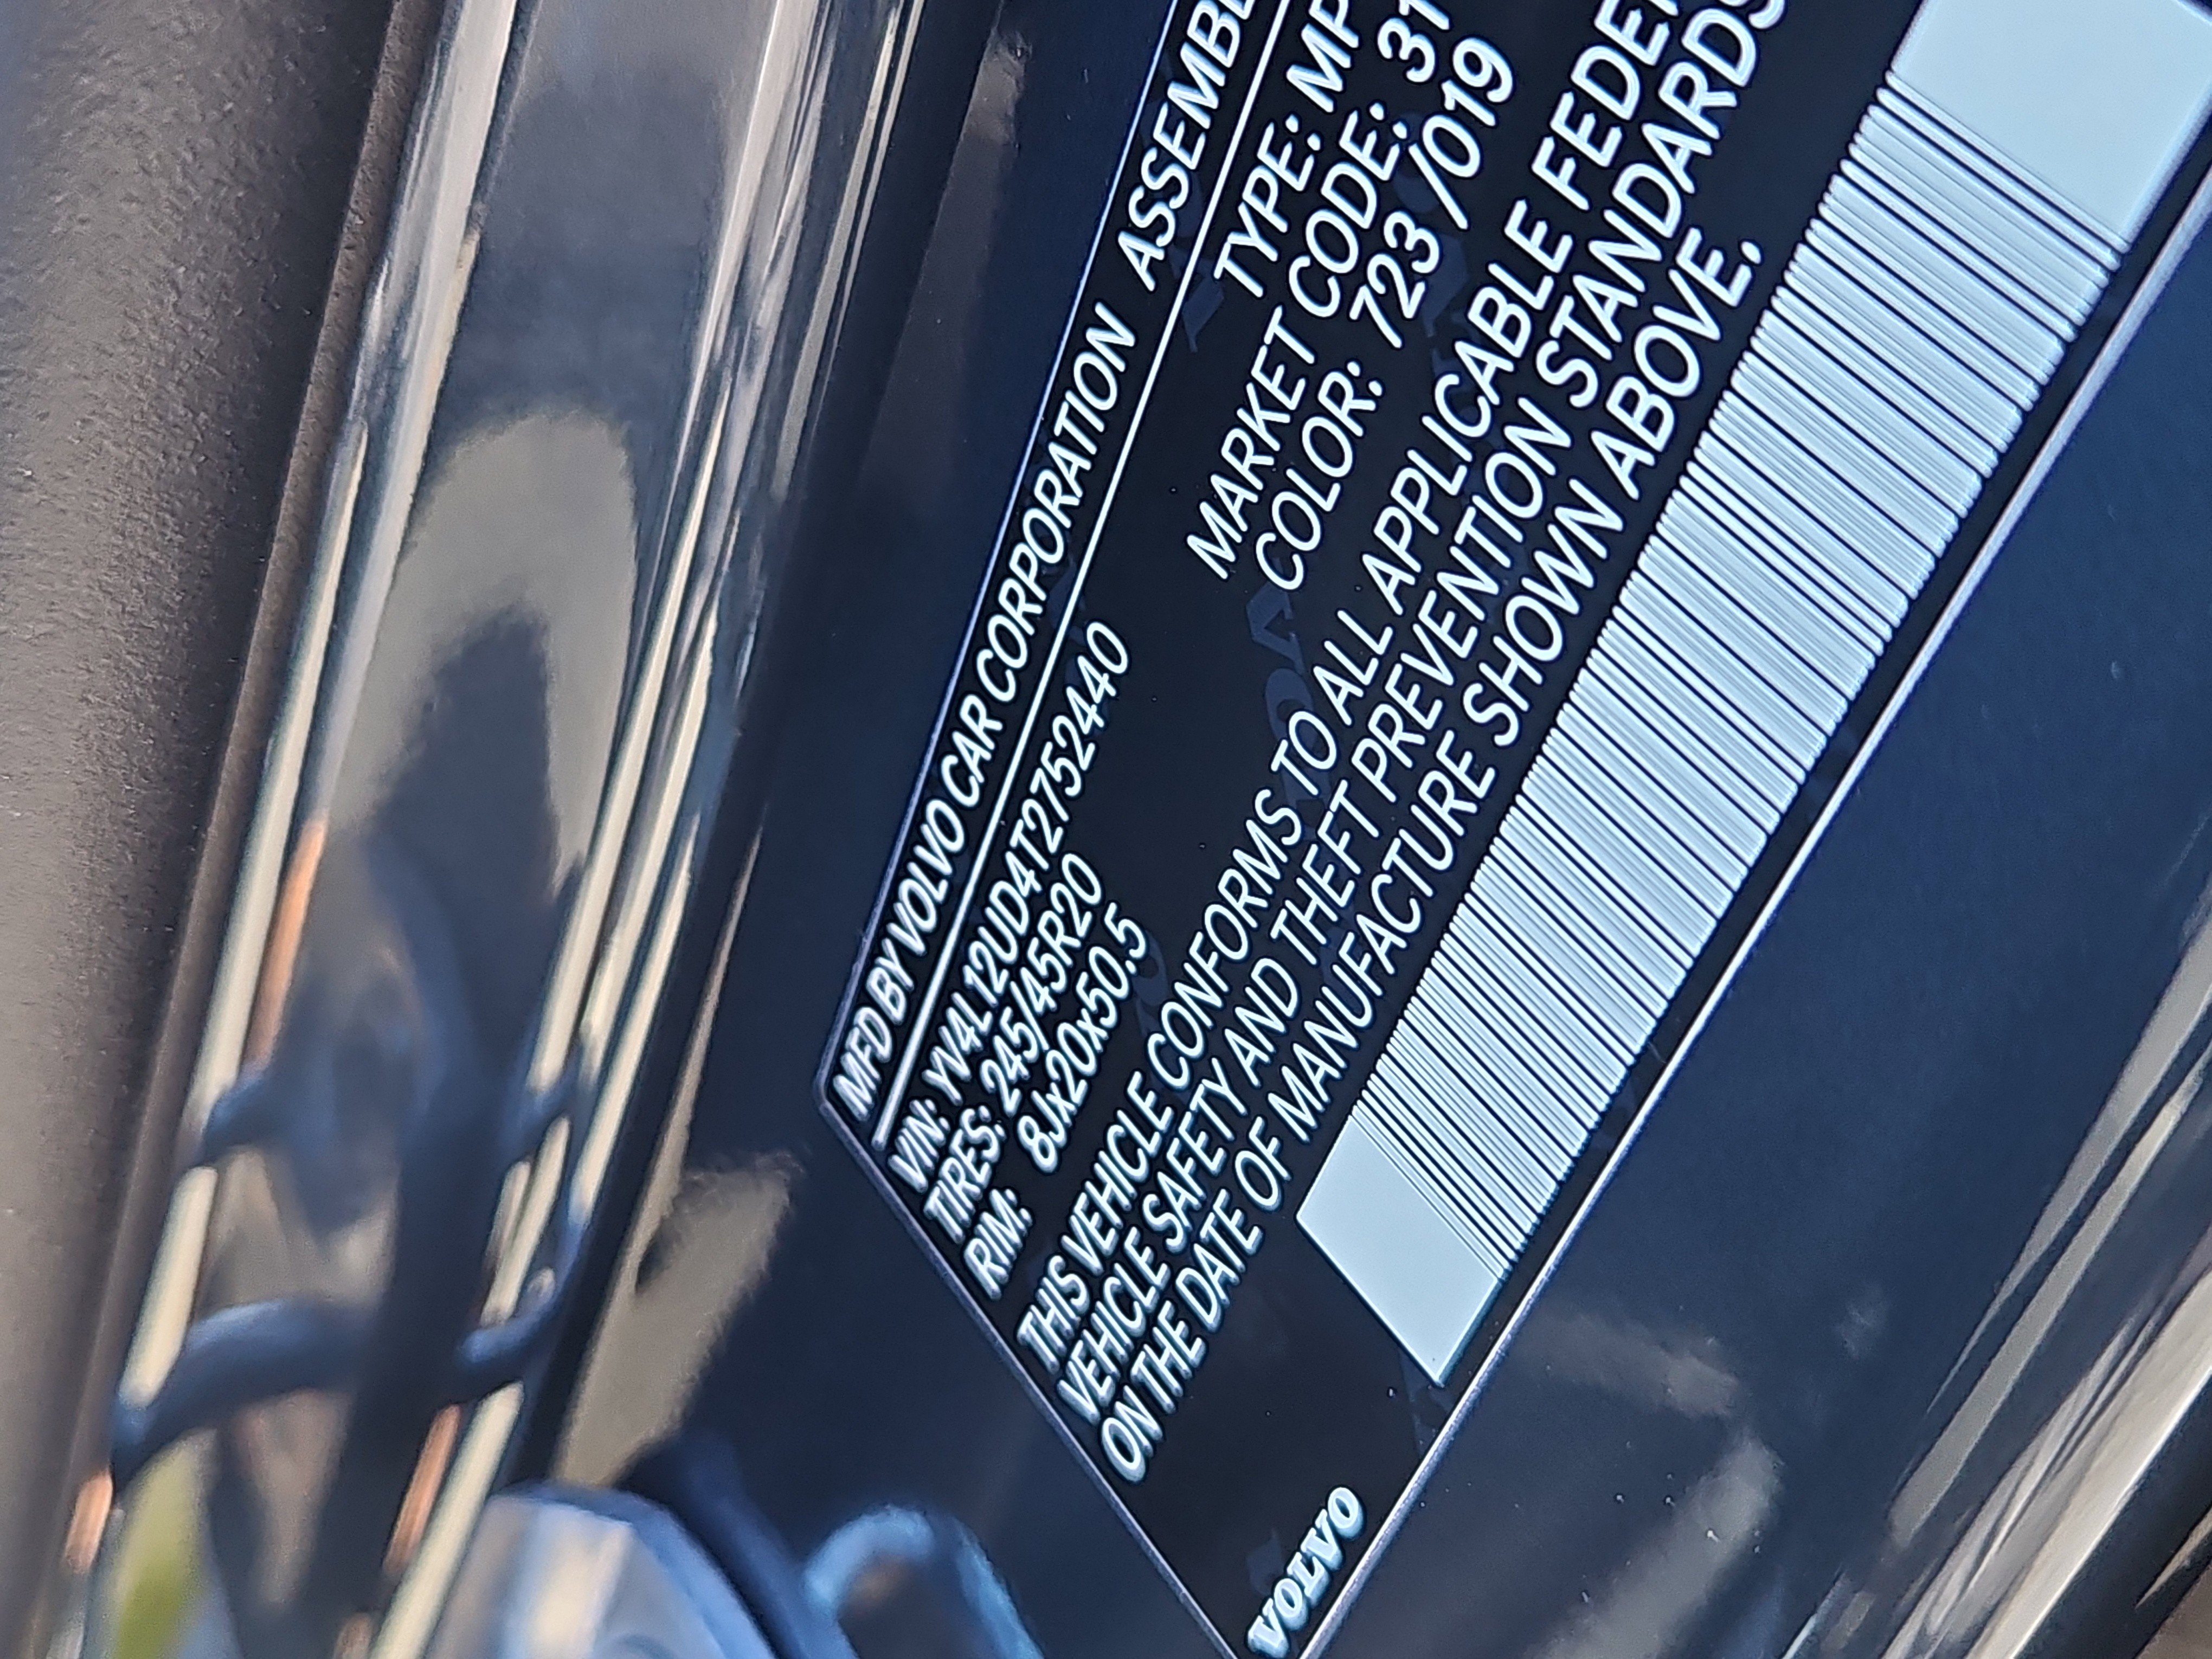 MFD BY VOLVO CAR CORPORATION ASSEMBL
VIN: YV4L12UD4T2752440 TYPE: MP
TIRES: 245/45R20 MARKET CODE: 31
RIM: 8Jx20x50.5 COLOR: 723 /019
THIS VEHICLE CONFORMS TO ALL APPLICABLE FEDER
VEHICLE SAFETY AND THEFT PREVENTION STANDARDS
ON THE DATE OF MANUFACTURE SHOWN ABOVE.
VOLVO